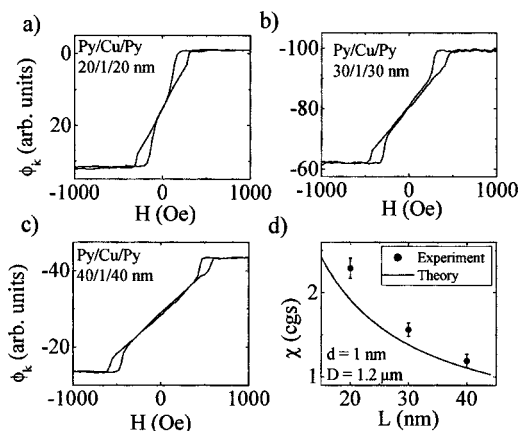 a)
Py/Cu/Py
20/1/20 nm
0
20
ϕk (arb. units)
-1000 0 1000
H (Oe)
b)
Py/Cu/Py
30/1/30 nm
-100
-80
-60
ϕk (arb. units)
-1000 0 1000
H (Oe)
c)
Py/Cu/Py
40/1/40 nm
-40
-20
ϕk (arb. units)
-1000 0 1000
H (Oe)
d)
Experiment
Theory
2
1
χ (cgs)
d = 1 nm
D = 1.2 μm
20 30 40
L (nm)